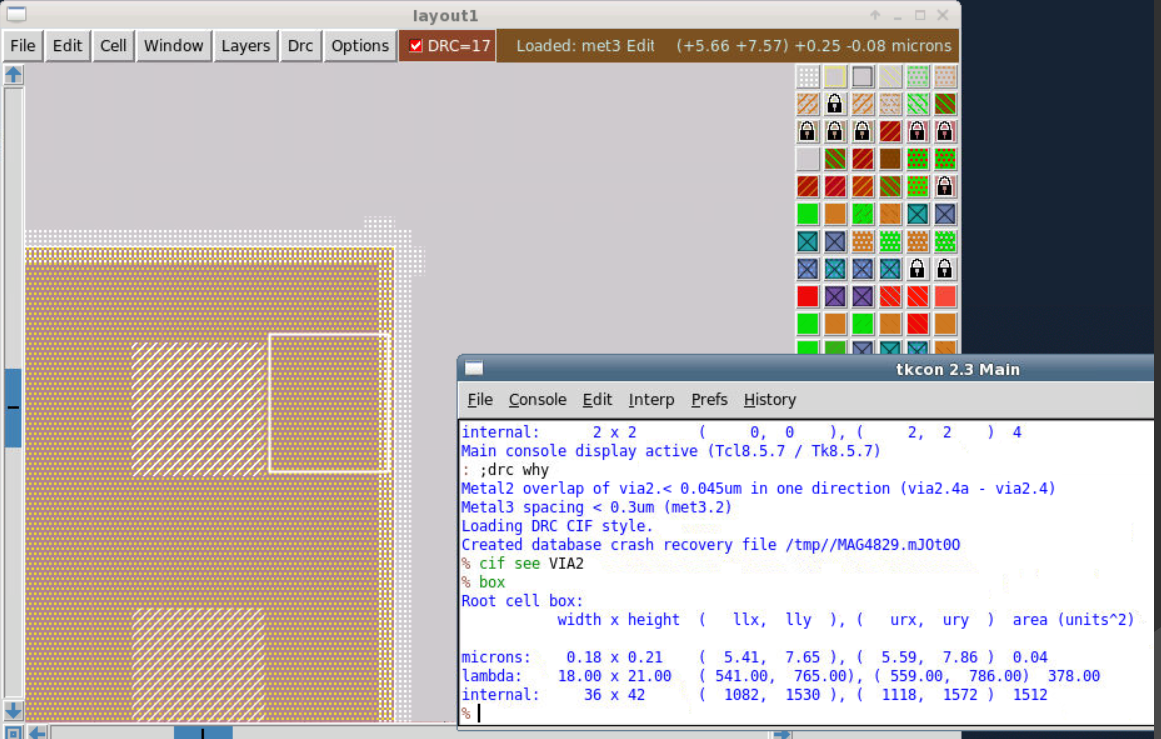 layout1
File Edit Cell Window Layers Drc Options DRC=17 Loaded: met3 Edit (+5.66 +7.57) +0.25 -0.08 microns
tkcon 2.3 Main
File Console Edit Interp Prefs History
internal: 2 x 2 ( 0, 0 ), ( 2, 2 ) 4
Main console display active (Tcl8.5.7 / Tk8.5.7)
: ;drc why
Metal2 overlap of via2.< 0.045um in one direction (via2.4a - via2.4)
Metal3 spacing < 0.3um (met3.2)
Loading DRC CIF style.
Created database crash recovery file /tmp//MAG4829.mJOt0O
% cif see VIA2
% box
Root cell box:
width x height ( llx, lly ), ( urx, ury ) area (units^2)
microns: 0.18 x 0.21 ( 5.41, 7.65 ), ( 5.59, 7.86 ) 0.04
lambda: 18.00 x 21.00 ( 541.00, 765.00), ( 559.00, 786.00) 378.00
internal: 36 x 42 ( 1082, 1530 ), ( 1118, 1572 ) 1512
%